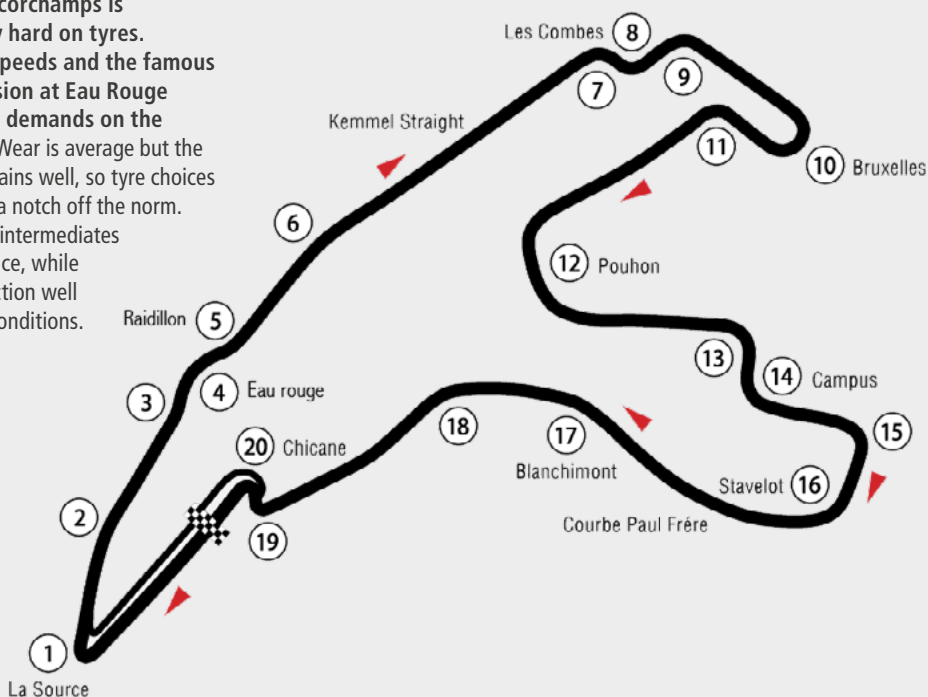 corchamps is
hard on tyres.
peeds and the famous
sion at Eau Rouge
demands on the
Wear is average but the
ains well, so tyre choices
a notch off the norm.
intermediates
ce, while
ction well
onditions.
Les Combes
8
7
9
Kemmel Straight
11
10
Bruxelles
6
12
Pouhon
Raidillon
5
13
14
Campus
4
Eau rouge
3
15
18
17
Blanchimont
20
Chicane
Stavelot
16
2
Courbe Paul Frére
19
1
La Source